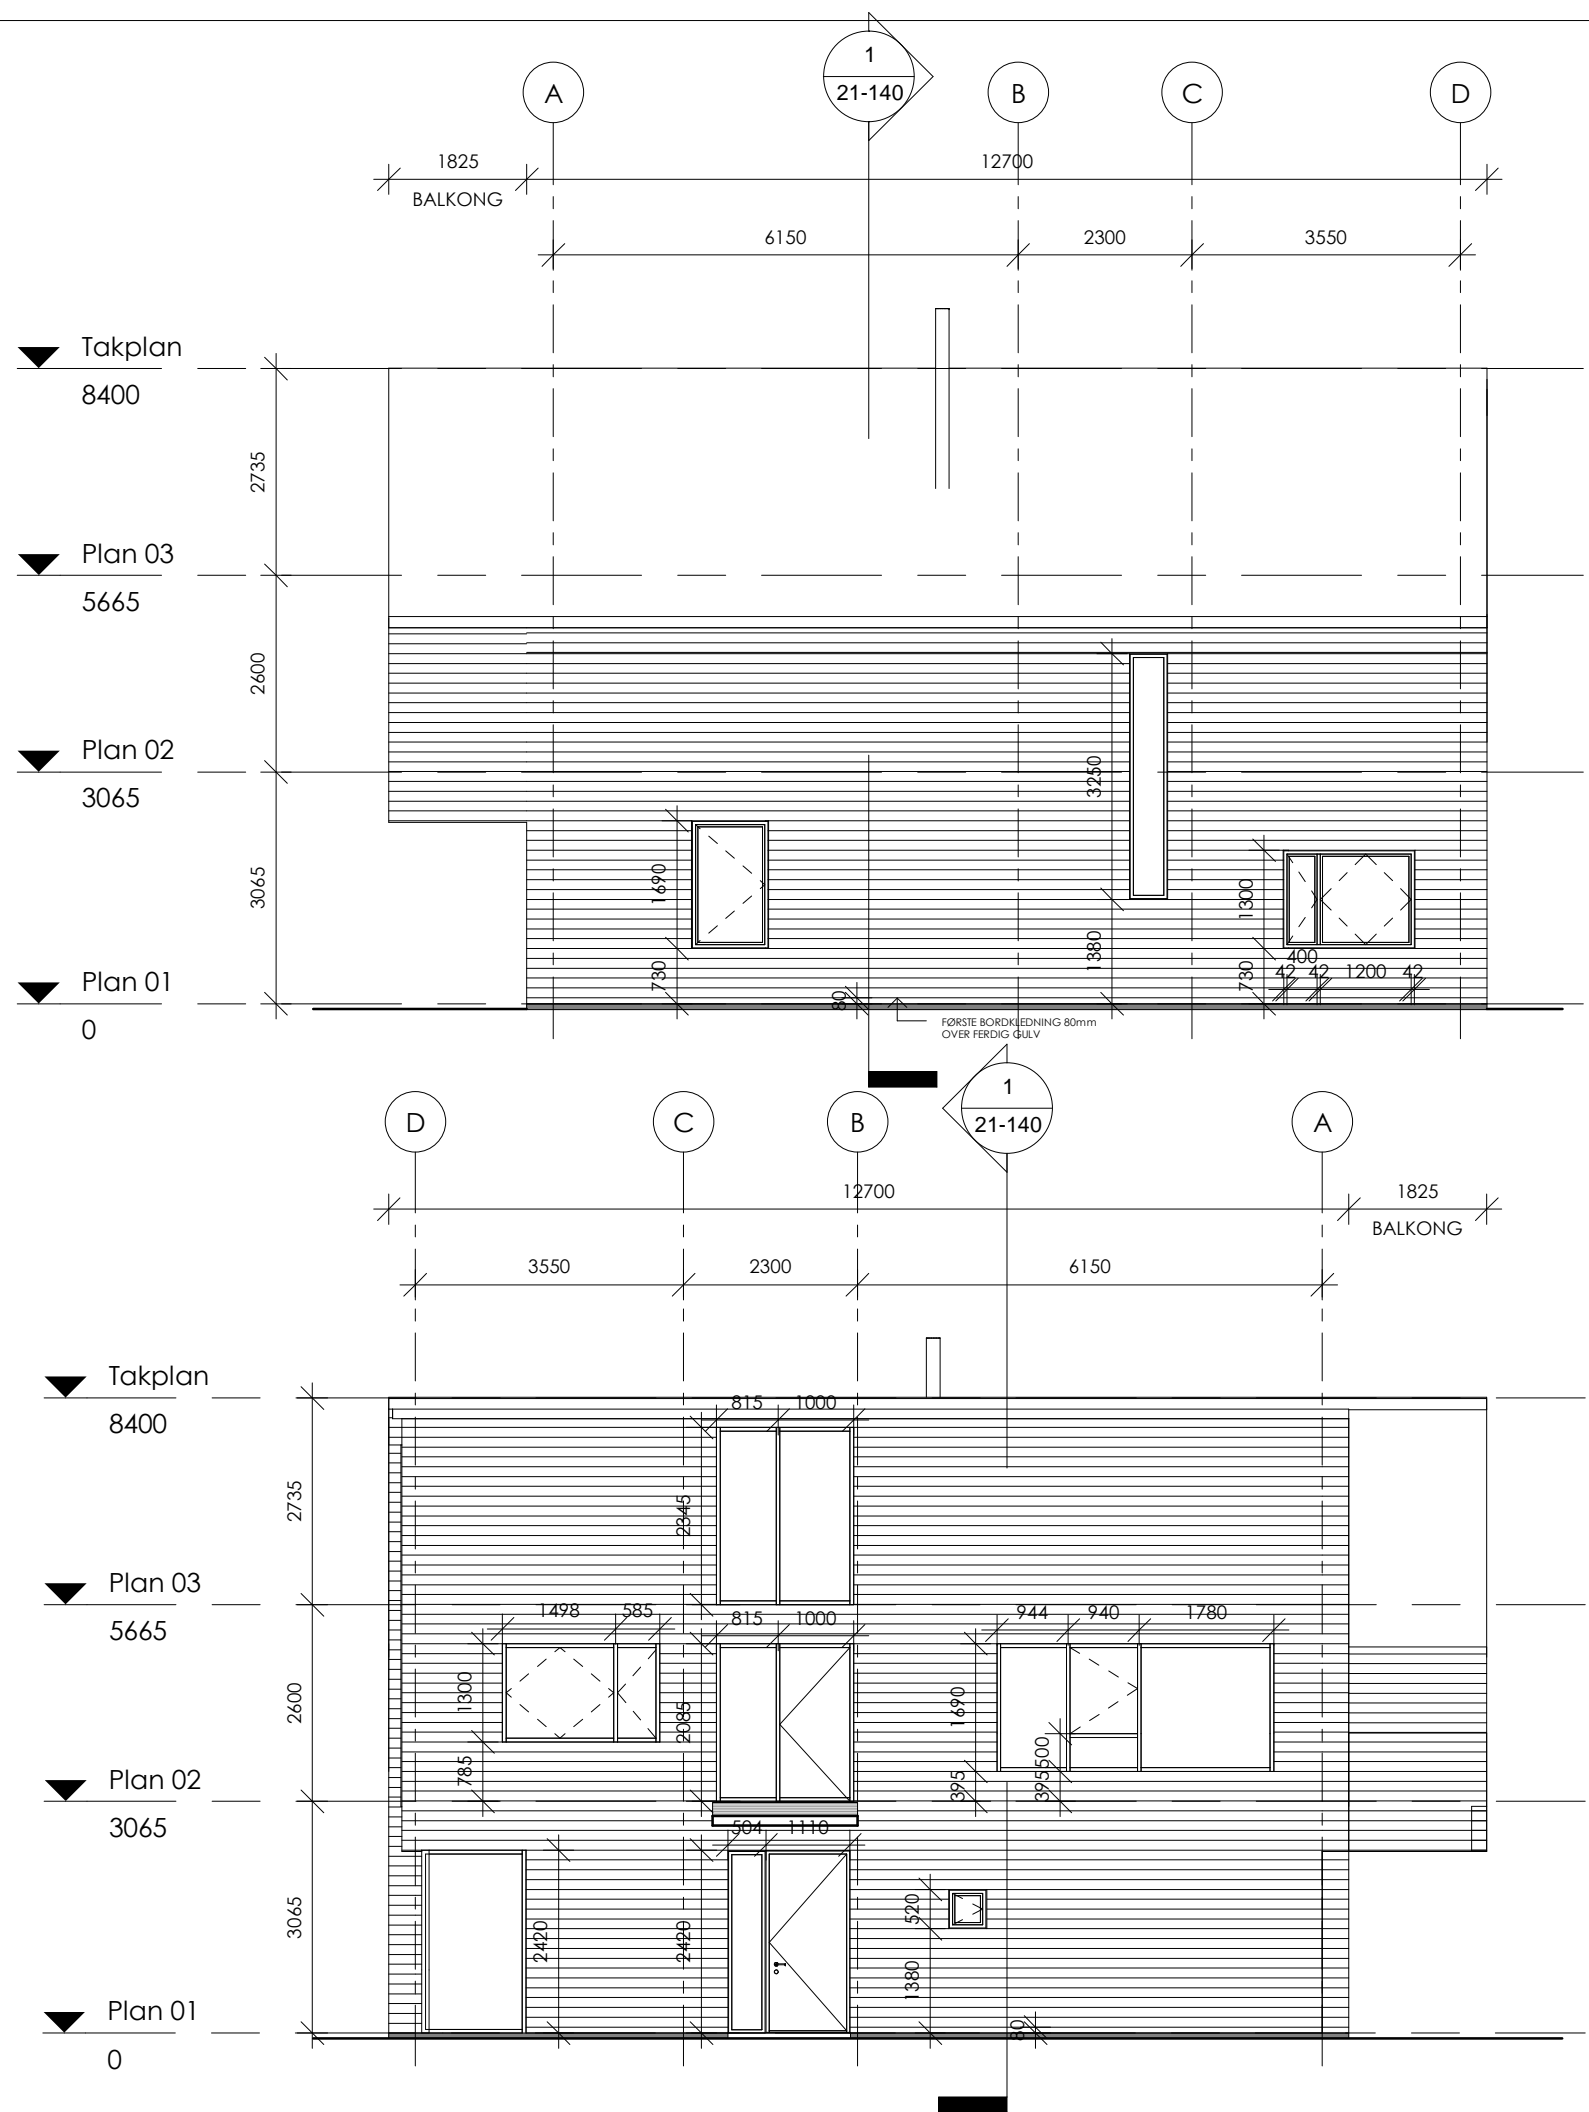 1
21-140
A
B
C
D
1825
12700
BALKONG
6150
2300
3550
Takplan
8400
2735
Plan 03
5665
2600
Plan 02
3065
3250
1690
3065
1300
1380
730
730
400
42 42 1200 42
Plan 01
0
80
FØRSTE BORDKLEDNING 80mm
OVER FERDIG GULV
1
21-140
D
C
B
A
12700
1825
BALKONG
3550
2300
6150
Takplan
8400
815 1000
2735
2345
Plan 03
5665
1498 585
815 1000
944 940 1780
1300
2600
2085
1690
785
395
500
395
Plan 02
3065
504 1110
3065
2420
2420
520
1380
Plan 01
0
80